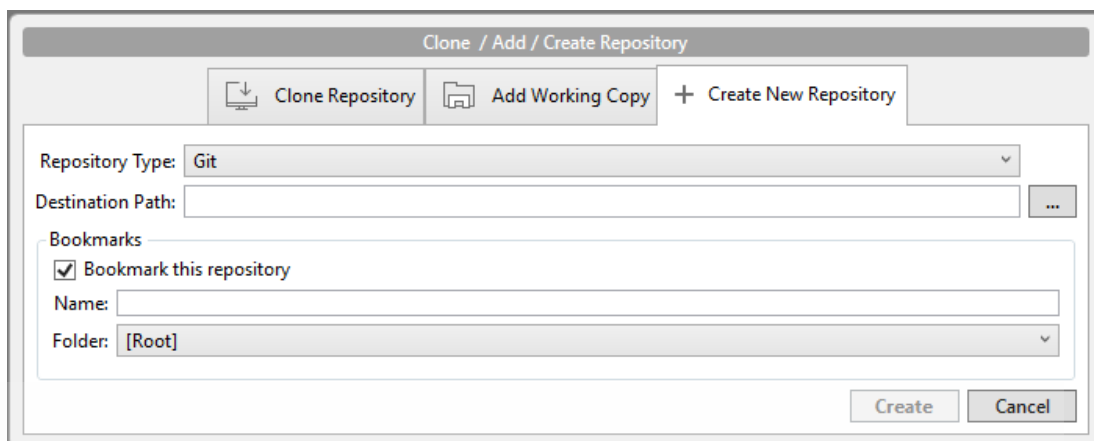 Clone / Add / Create Repository
Clone Repository
Add Working Copy
+ Create New Repository
Repository Type: Git
Destination Path:
...
Bookmarks
Bookmark this repository
Name:
Folder: [Root]
Create Cancel